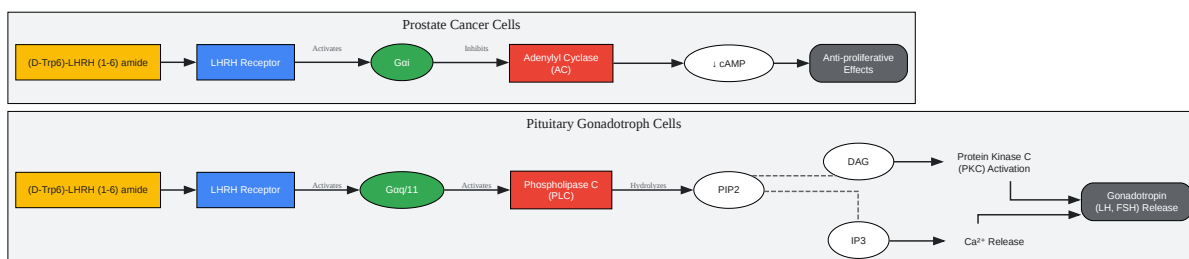 Prostate Cancer Cells
(D-Trp6)-LHRH (1-6) amide
LHRH Receptor
Activates
Gαi
Inhibits
Adenylyl Cyclase
(AC)
↓ cAMP
Anti-proliferative
Effects
Pituitary Gonadotroph Cells
(D-Trp6)-LHRH (1-6) amide
LHRH Receptor
Activates
Gαq/11
Activates
Phospholipase C
(PLC)
Hydrolyzes
PIP2
DAG
Protein Kinase C
(PKC) Activation
IP3
Ca²⁺ Release
Gonadotropin
(LH, FSH) Release